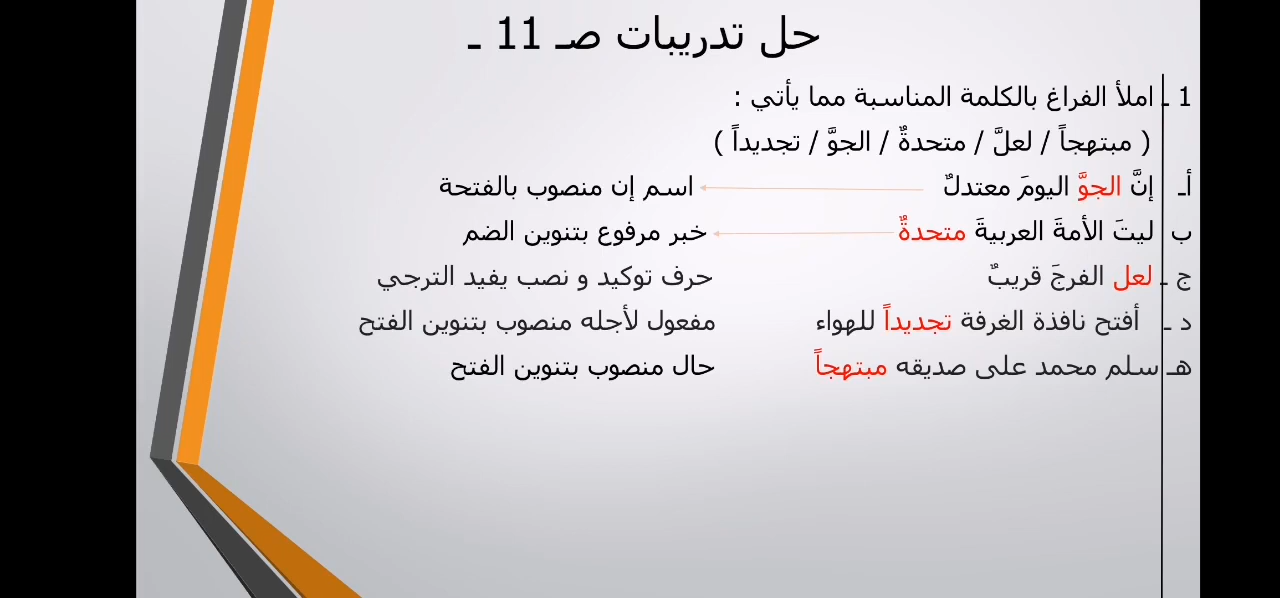 حل تدريبات صـ 11 ـ
1 ـ املأ الفراغ بالكلمة المناسبة مما يأتي :
( مبتهجاً / لعلَّ / متحدةٌ / الجوَّ / تجديداً )
أـ إنَّ الجوَّ اليومَ معتدلٌ اسم إن منصوب بالفتحة
ب ليتَ الأمةَ العربيةَ متحدةٌ خبر مرفوع بتنوين الضم
ج ـ لعل الفرجَ قريبٌ حرف توكيد و نصب يفيد الترجي
د ـ أفتح نافذة الغرفة تجديداً للهواء مفعول لأجله منصوب بتنوين الفتح
هـ سلم محمد على صديقه مبتهجاً حال منصوب بتنوين الفتح